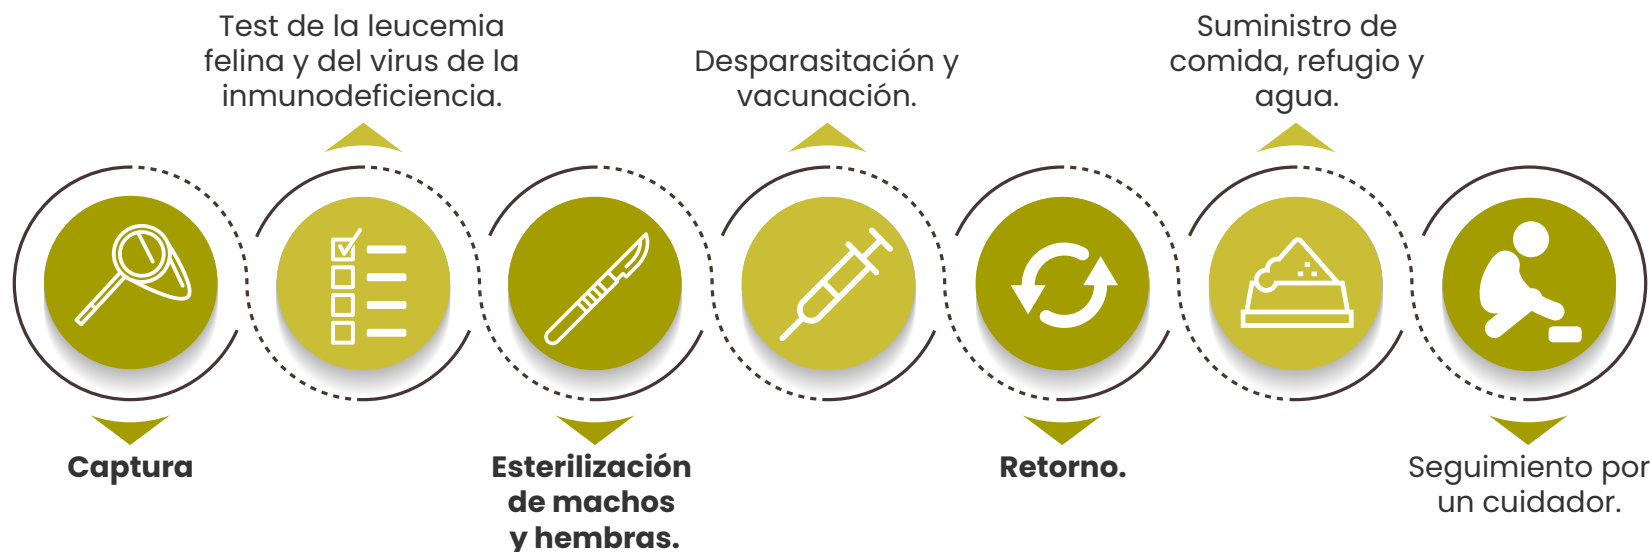 Captura
Test de la leucemia
felina y del virus de la
inmunodeficiencia.
Esterilización
de machos
y hembras.
Desparasitación y
vacunación.
Retorno.
Suministro de
comida, refugio y
agua.
Seguimiento por
un cuidador.